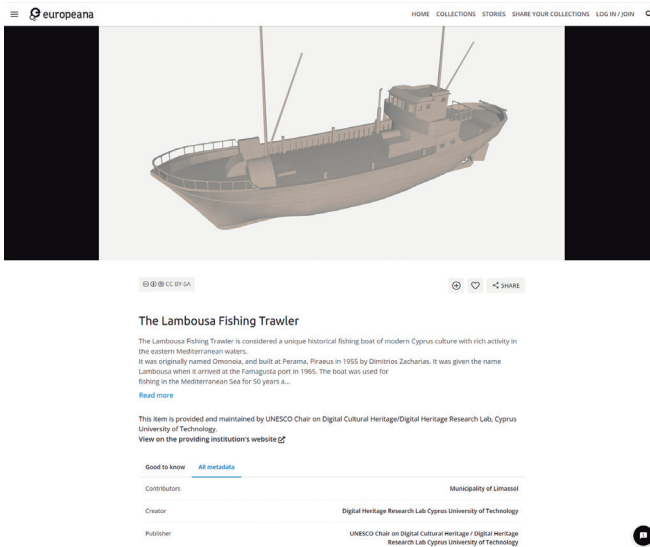 europeana
HOME COLLECTIONS STORIES SHARE YOUR COLLECTIONS LOG IN / JOIN
CC BY-SA
SHARE
The Lambousa Fishing Trawler
The Lambousa Fishing Trawler is considered a unique historical fishing boat of modern Cyprus culture with rich activity in
the eastern Mediterranean waters.
It was originally named Omonoia, and built at Perama, Piraeus in 1955 by Dimitrios Zacharias. It was given the name
Lambousa when it arrived at the Famagusta port in 1965. The boat was used for
fishing in the Mediterranean Sea for 50 years a...
Read more
This item is provided and maintained by UNESCO Chair on Digital Cultural Heritage/Digital Heritage Research Lab, Cyprus
University of Technology.
View on the providing institution's website
Good to know All metadata
Contributors Municipality of Limassol
Creator Digital Heritage Research Lab Cyprus University of Technology
Publisher UNESCO Chair on Digital Cultural Heritage / Digital Heritage
Research Lab Cyprus University of Technology